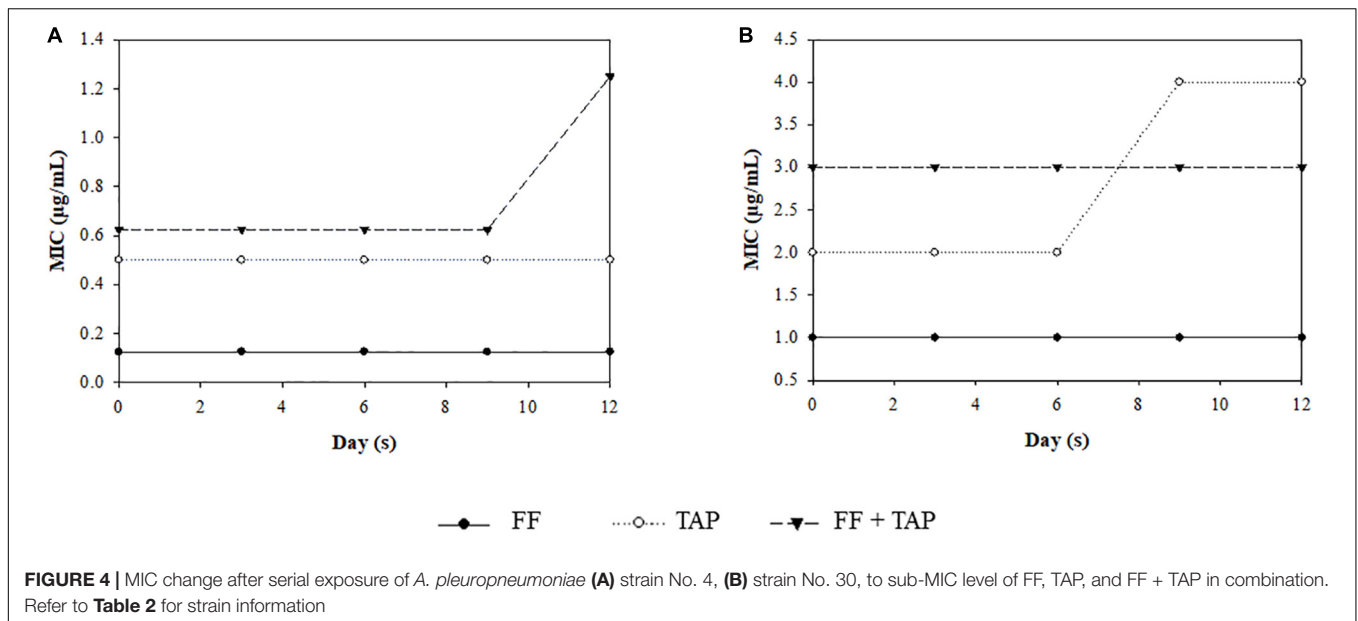 A
1.4
1.2
1.0
0.8
0.6
0.4
0.2
0.0
MIC (µg/mL)
0 2 4 6 8 10 12
Day (s)
B
4.5
4.0
3.5
3.0
2.5
2.0
1.5
1.0
0.5
MIC (µg/mL)
0 2 4 6 8 10 12
Day (s)
FF TAP FF + TAP
FIGURE 4 | MIC change after serial exposure of A. pleuropneumoniae (A) strain No. 4, (B) strain No. 30, to sub-MIC level of FF, TAP, and FF + TAP in combination.
Refer to Table 2 for strain information